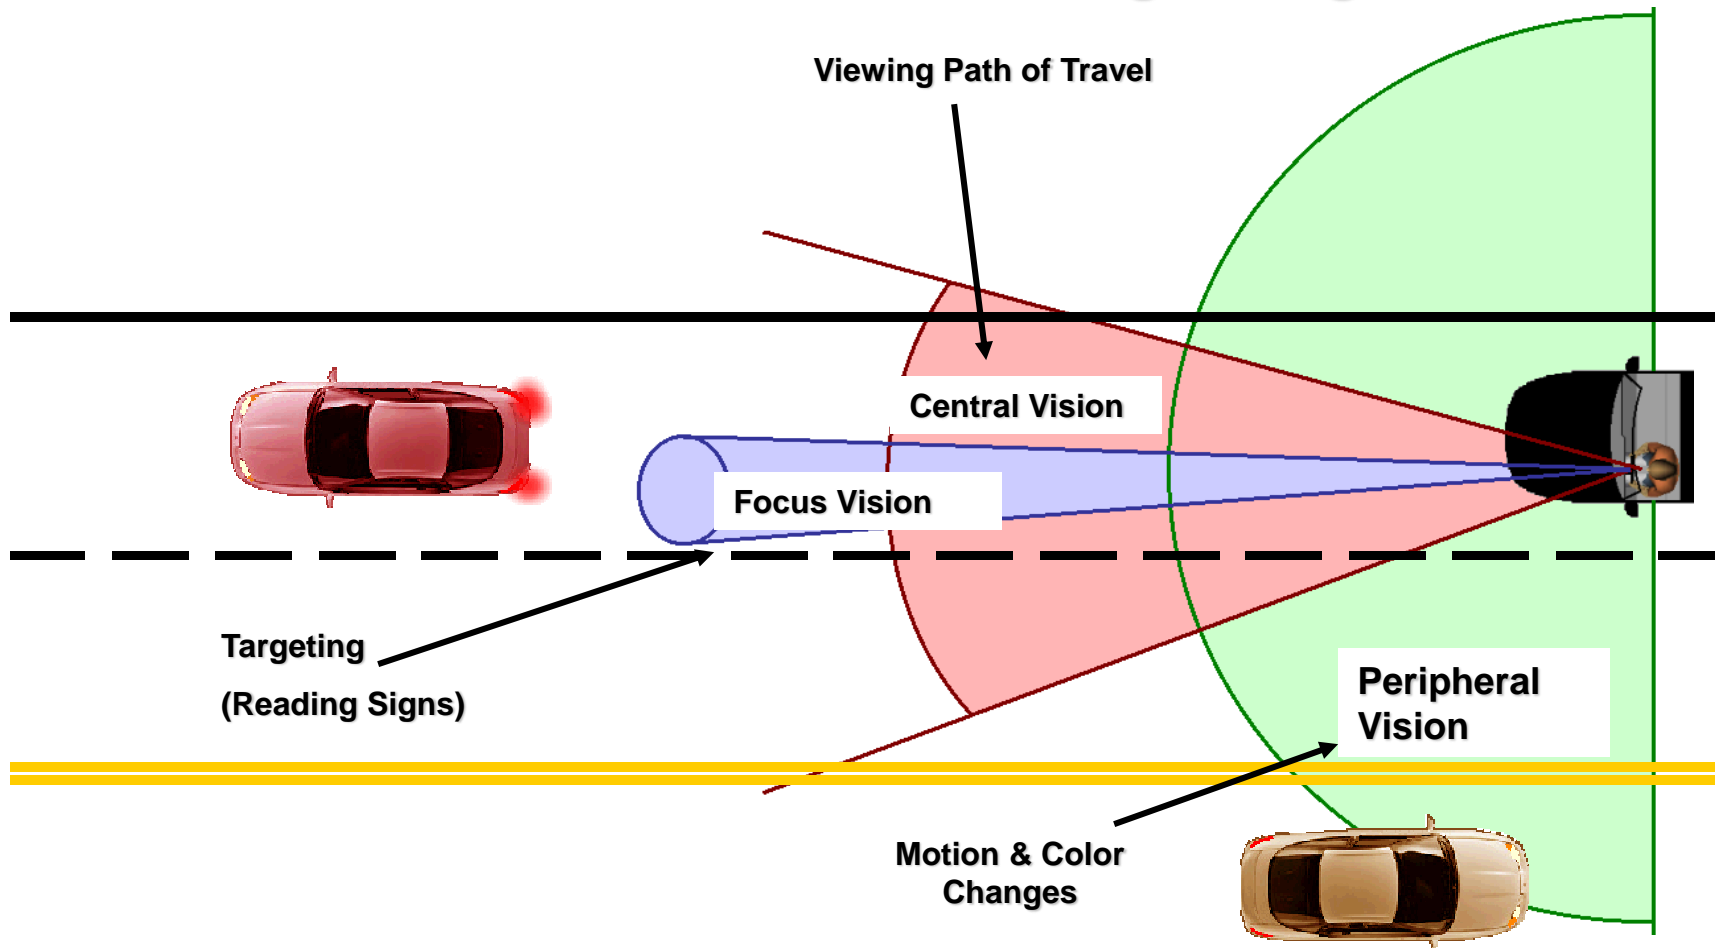 Viewing Path of Travel
Central Vision
Focus Vision
Targeting
(Reading Signs)
Peripheral
Vision
Motion & Color
Changes